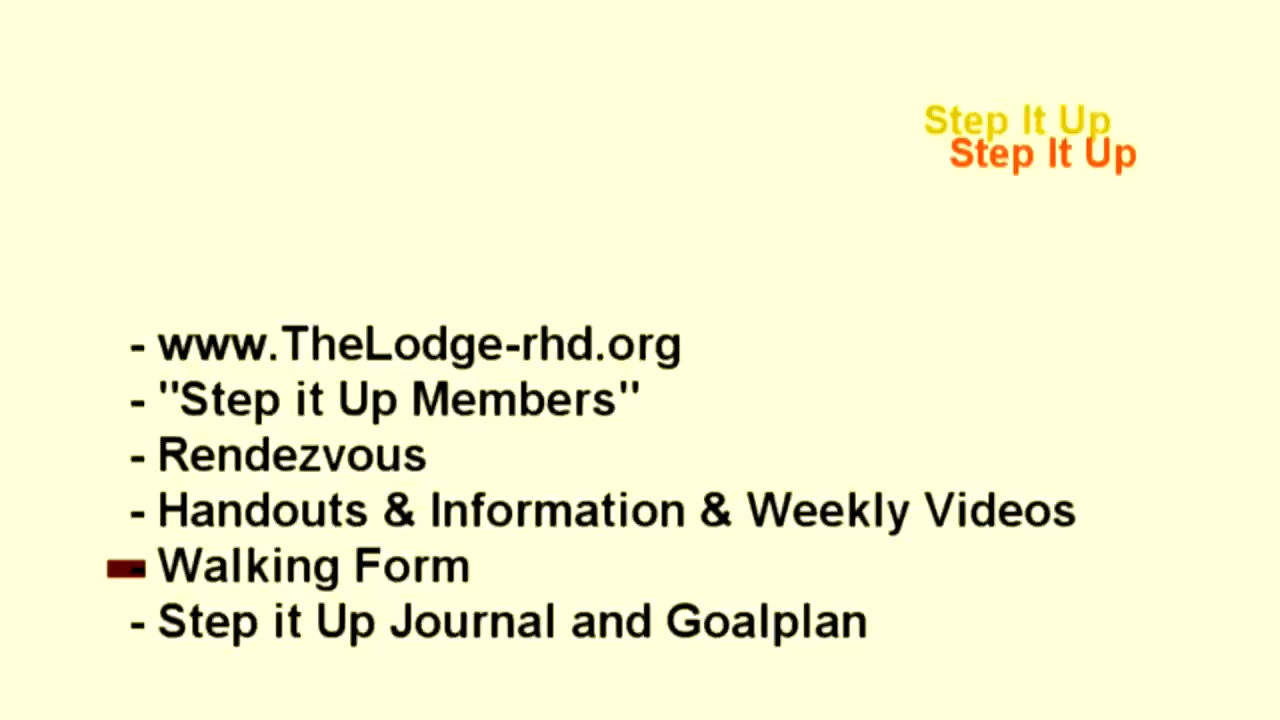 Step It Up
Step It Up
- www.TheLodge-rhd.org
- "Step it Up Members"
- Rendezvous
- Handouts & Information & Weekly Videos
- Walking Form
- Step it Up Journal and Goalplan